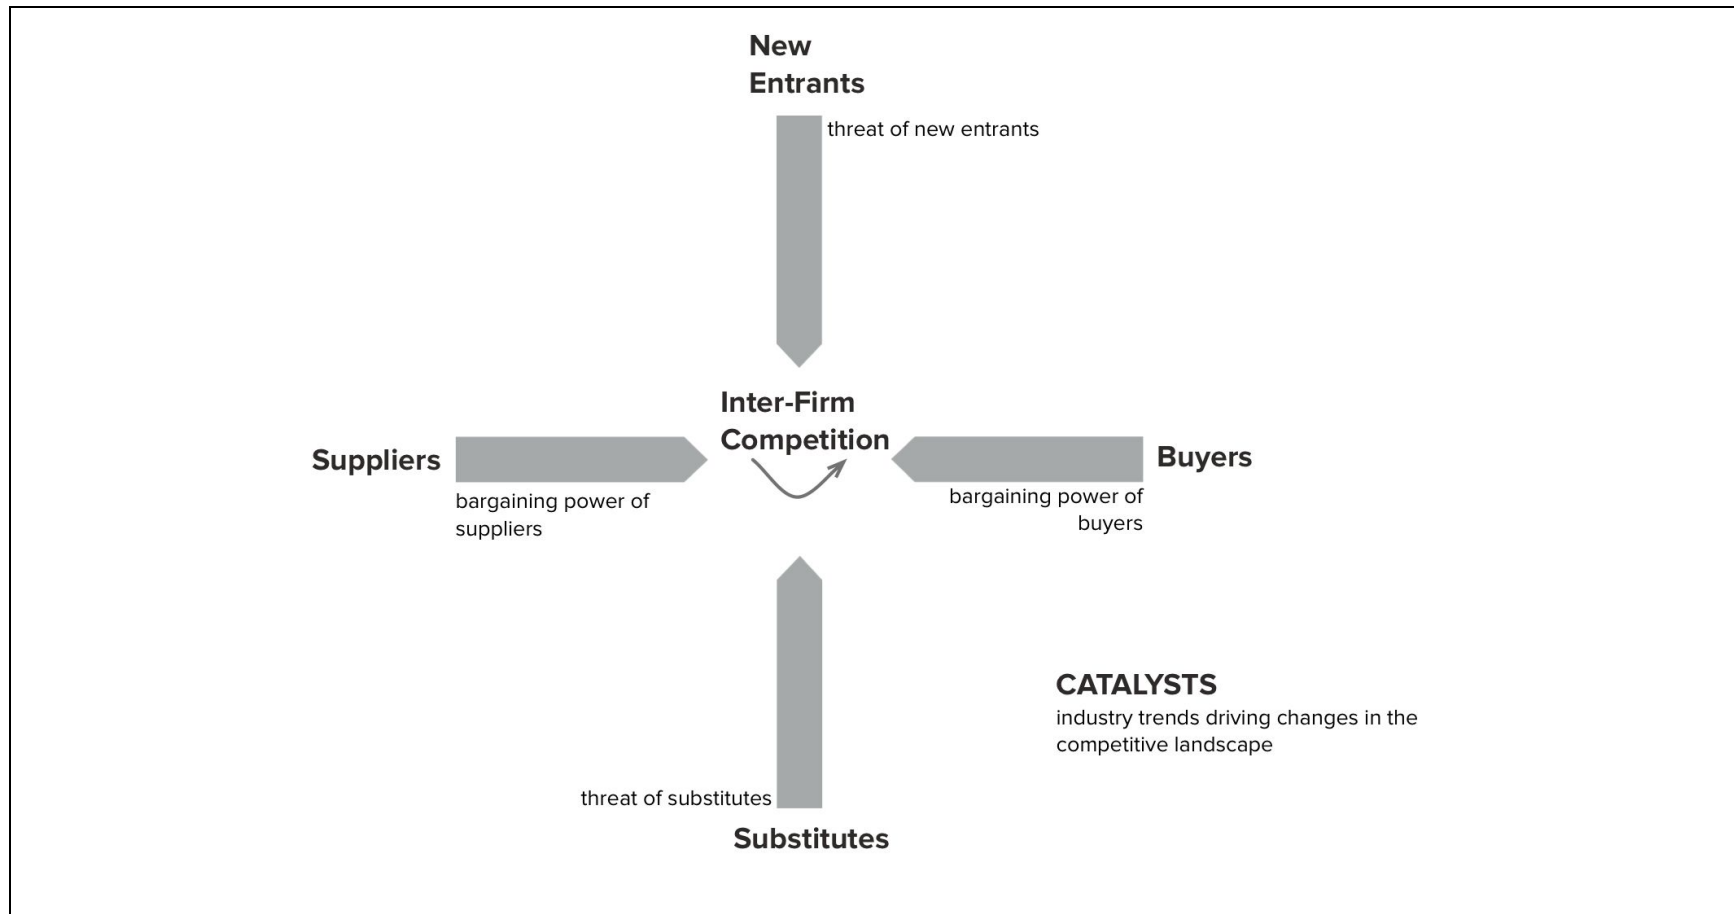 New
Entrants
threat of new entrants
Inter-Firm
Competition
Suppliers
bargaining power of
suppliers
Buyers
bargaining power of
buyers
CATALYSTS
industry trends driving changes in the
competitive landscape
threat of substitutes
Substitutes